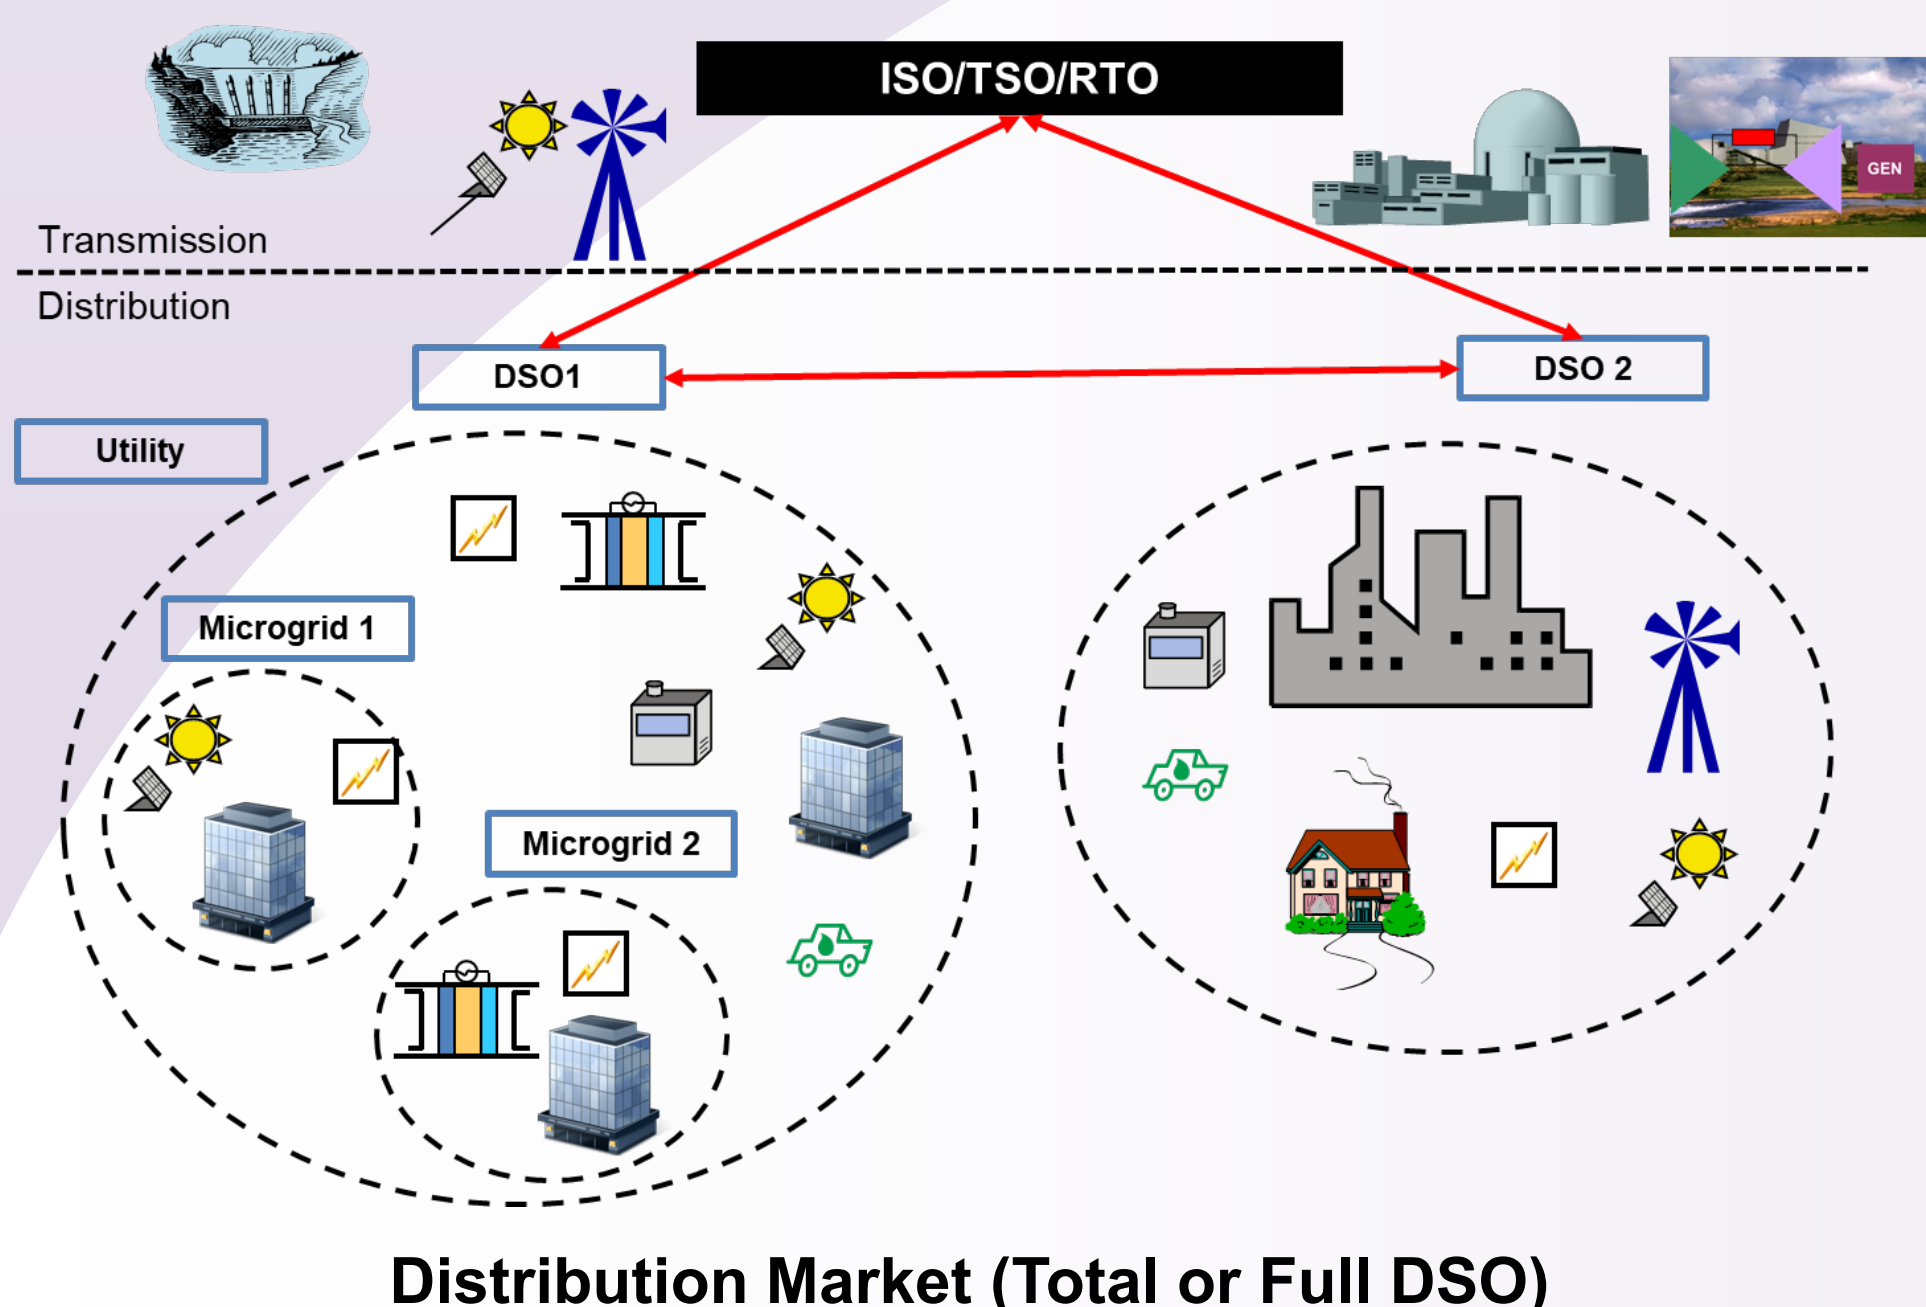 ISO/TSO/RTO
GEN
Transmission
Distribution
DSO1
DSO 2
Utility
Microgrid 1
Microgrid 2
Distribution Market (Total or Full DSO)